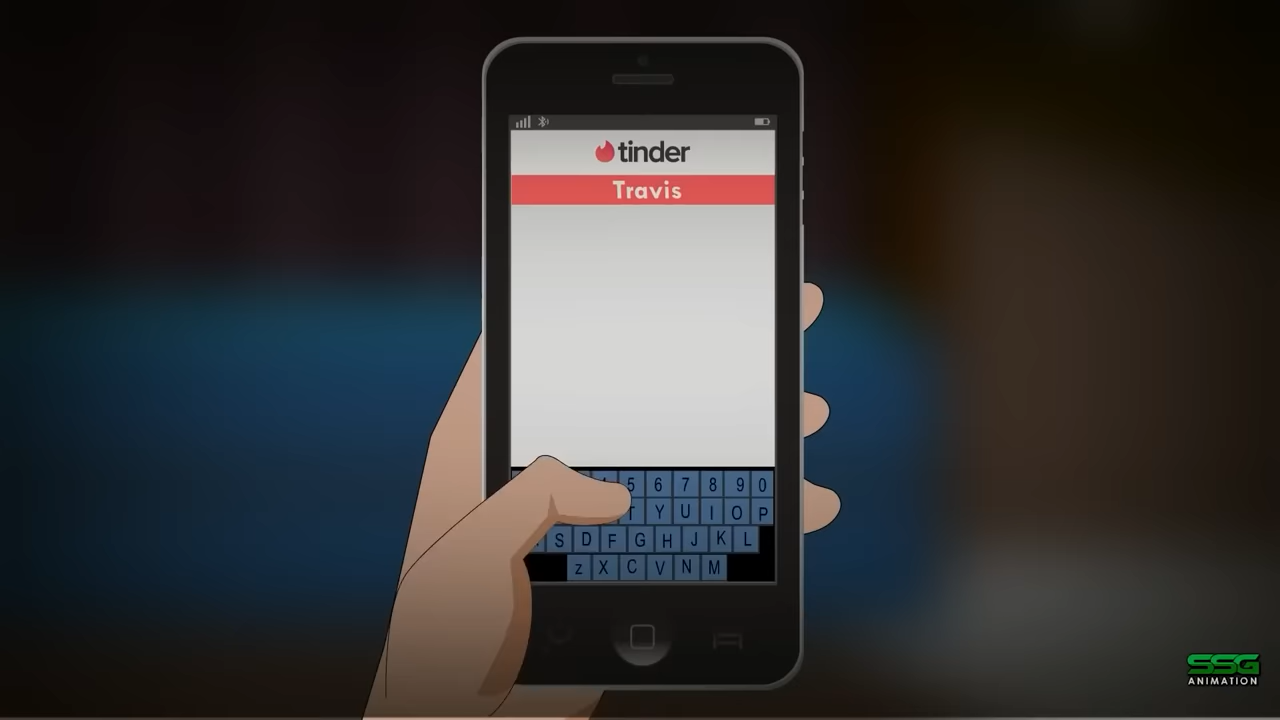 tinder
Travis
5 6 7 8 9 0
T Y U I O P
S D F G H J K L
z X C V N M
SSG
ANIMATION